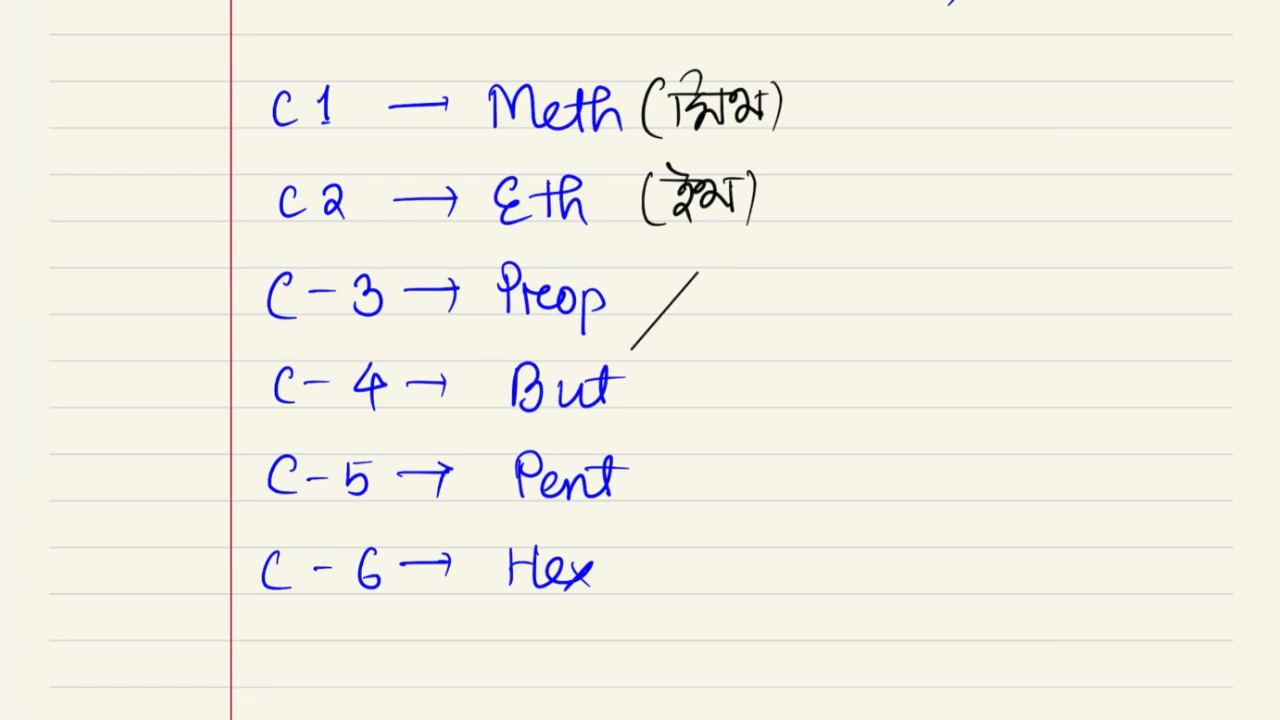 C1 → Meth (মিথ)
C2 → Eth (ইথ)
C-3 → Prop
C-4 → But
C-5 → Pent
C-6 → Hex